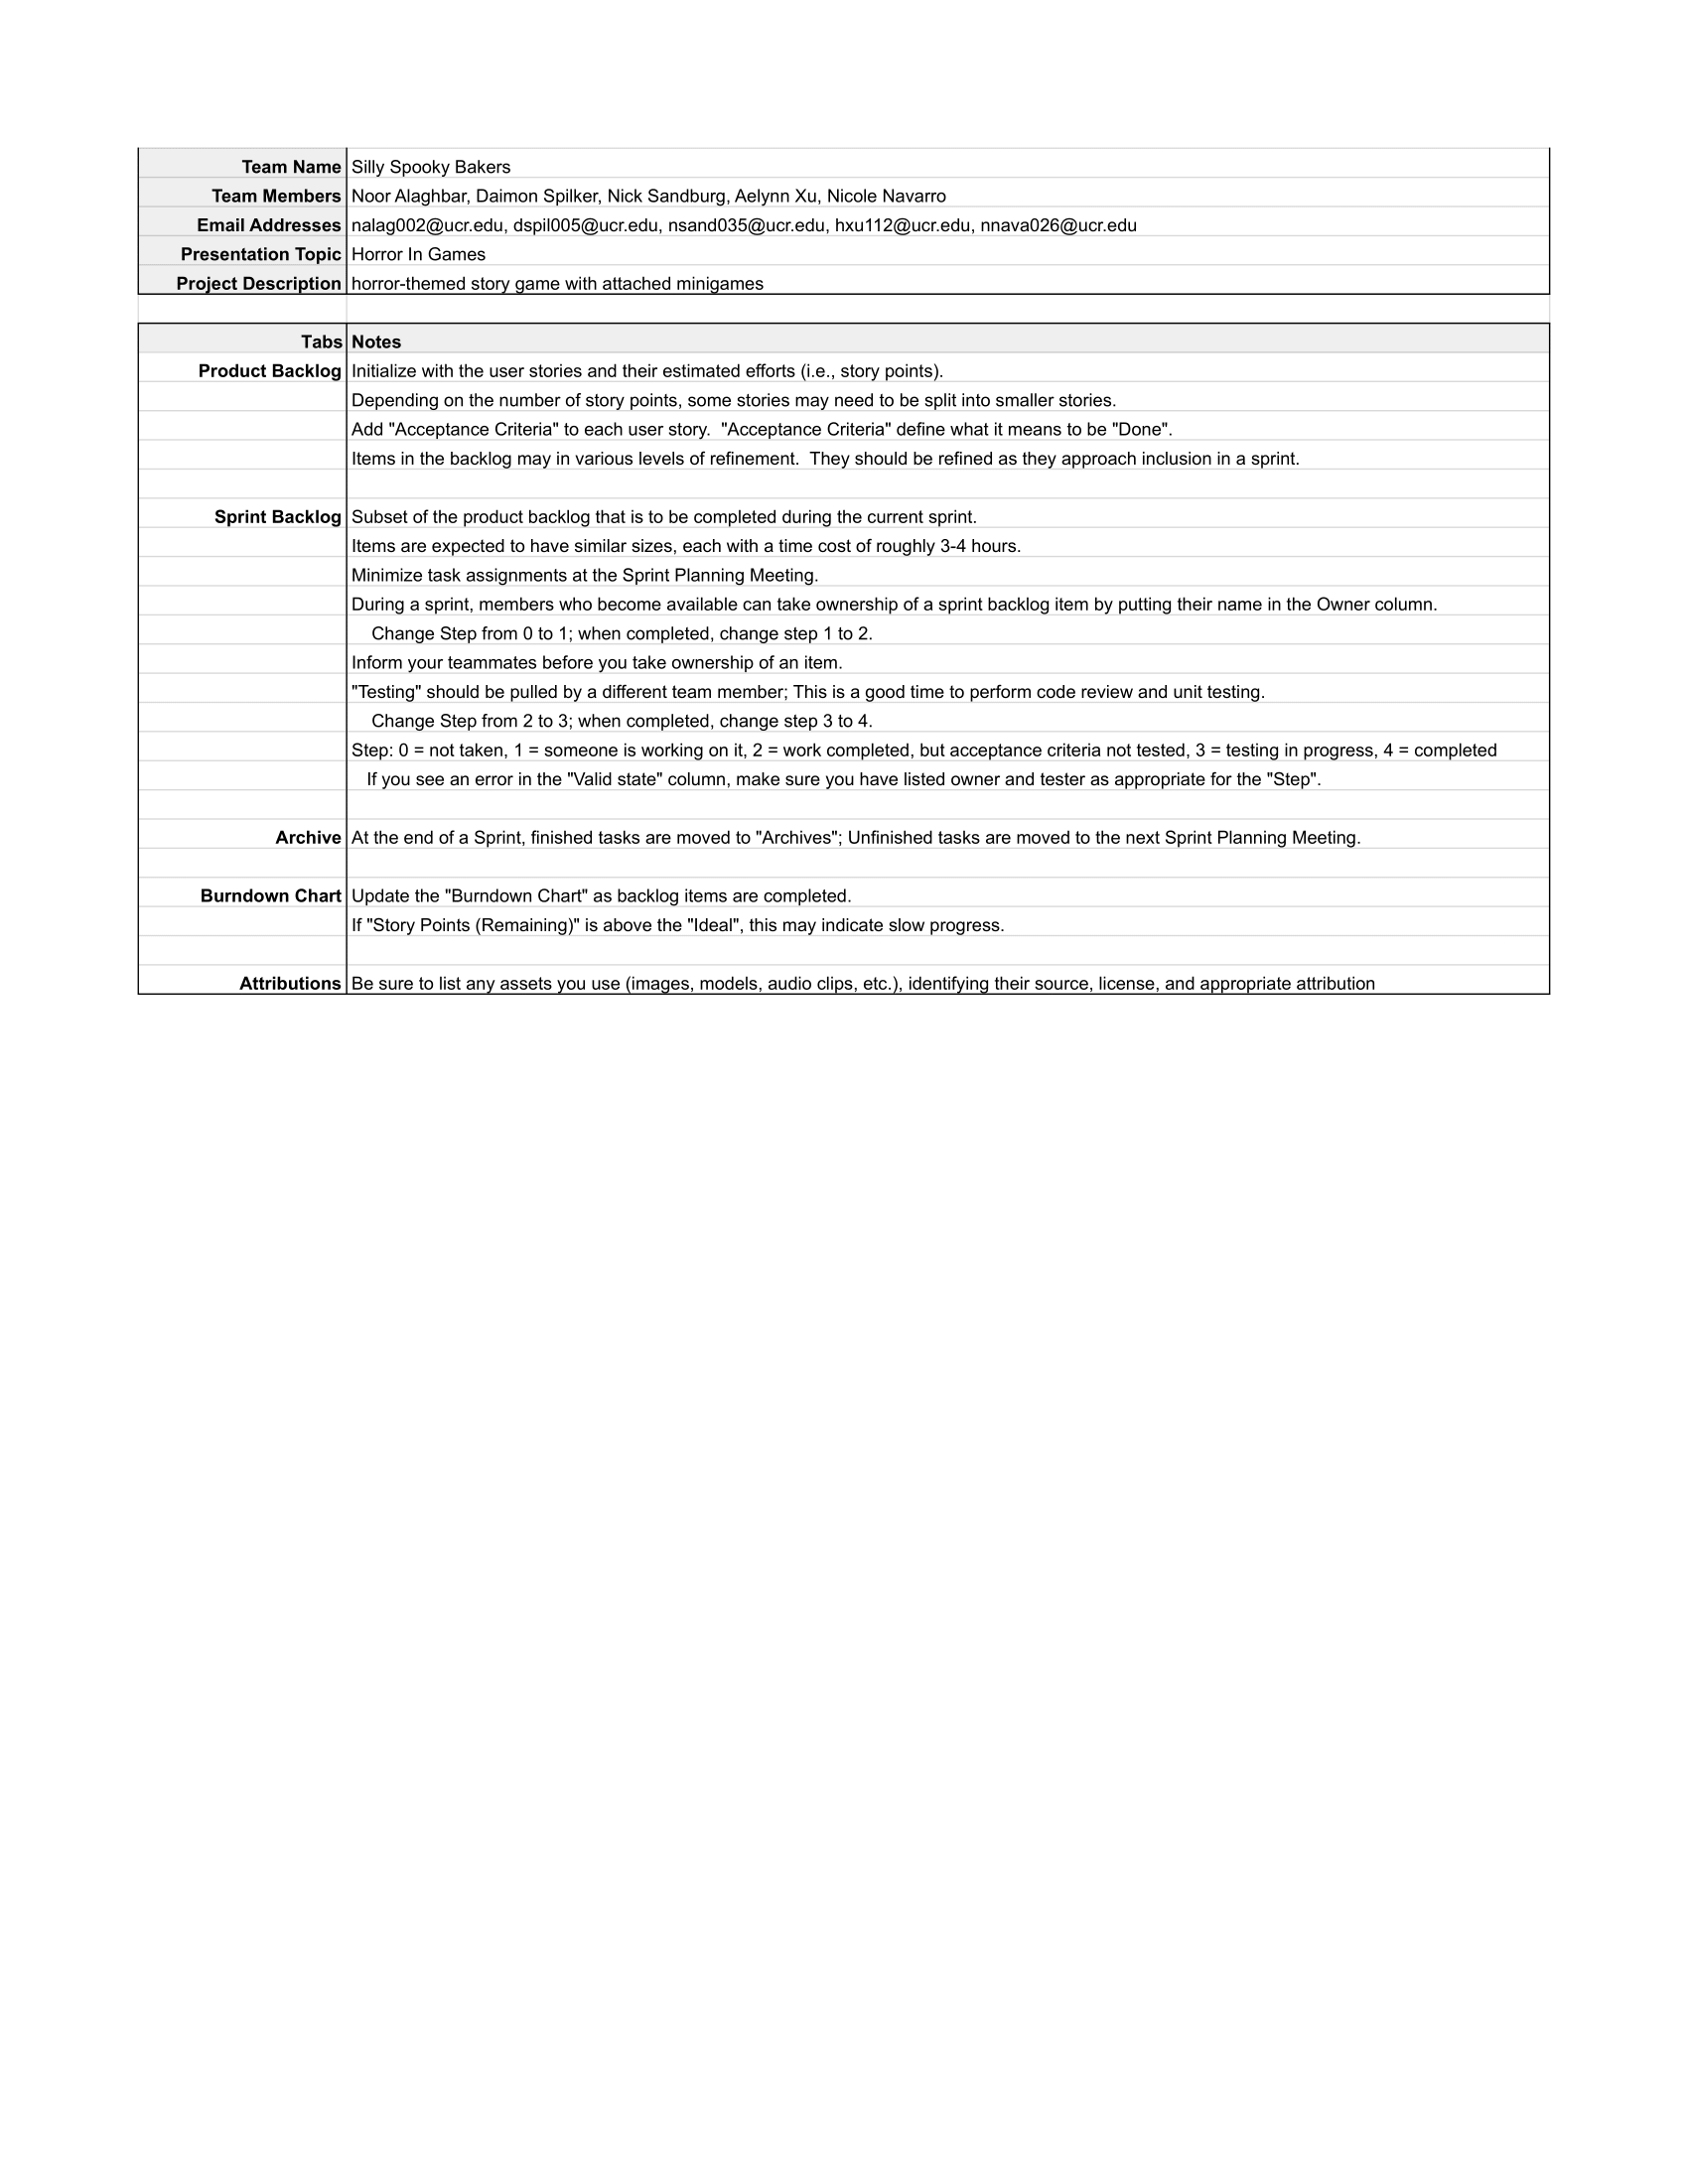 Team Name Silly Spooky Bakers
Team Members Noor Alaghbar, Daimon Spilker, Nick Sandburg, Aelynn Xu, Nicole Navarro
Email Addresses nalag002@ucr.edu, dspil005@ucr.edu, nsand035@ucr.edu, hxu112@ucr.edu, nnava026@ucr.edu
Presentation Topic Horror In Games
Project Description horror-themed story game with attached minigames
Tabs Notes
Product Backlog Initialize with the user stories and their estimated efforts (i.e., story points).
Depending on the number of story points, some stories may need to be split into smaller stories.
Add "Acceptance Criteria" to each user story.  "Acceptance Criteria" define what it means to be "Done".
Items in the backlog may in various levels of refinement.  They should be refined as they approach inclusion in a sprint.
Sprint Backlog Subset of the product backlog that is to be completed during the current sprint.
Items are expected to have similar sizes, each with a time cost of roughly 3-4 hours.
Minimize task assignments at the Sprint Planning Meeting.
During a sprint, members who become available can take ownership of a sprint backlog item by putting their name in the Owner column.
Change Step from 0 to 1; when completed, change step 1 to 2.
Inform your teammates before you take ownership of an item.
"Testing" should be pulled by a different team member; This is a good time to perform code review and unit testing.
Change Step from 2 to 3; when completed, change step 3 to 4.
Step: 0 = not taken, 1 = someone is working on it, 2 = work completed, but acceptance criteria not tested, 3 = testing in progress, 4 = completed
If you see an error in the "Valid state" column, make sure you have listed owner and tester as appropriate for the "Step".
Archive At the end of a Sprint, finished tasks are moved to "Archives"; Unfinished tasks are moved to the next Sprint Planning Meeting.
Burndown Chart Update the "Burndown Chart" as backlog items are completed.
If "Story Points (Remaining)" is above the "Ideal", this may indicate slow progress.
Attributions Be sure to list any assets you use (images, models, audio clips, etc.), identifying their source, license, and appropriate attribution